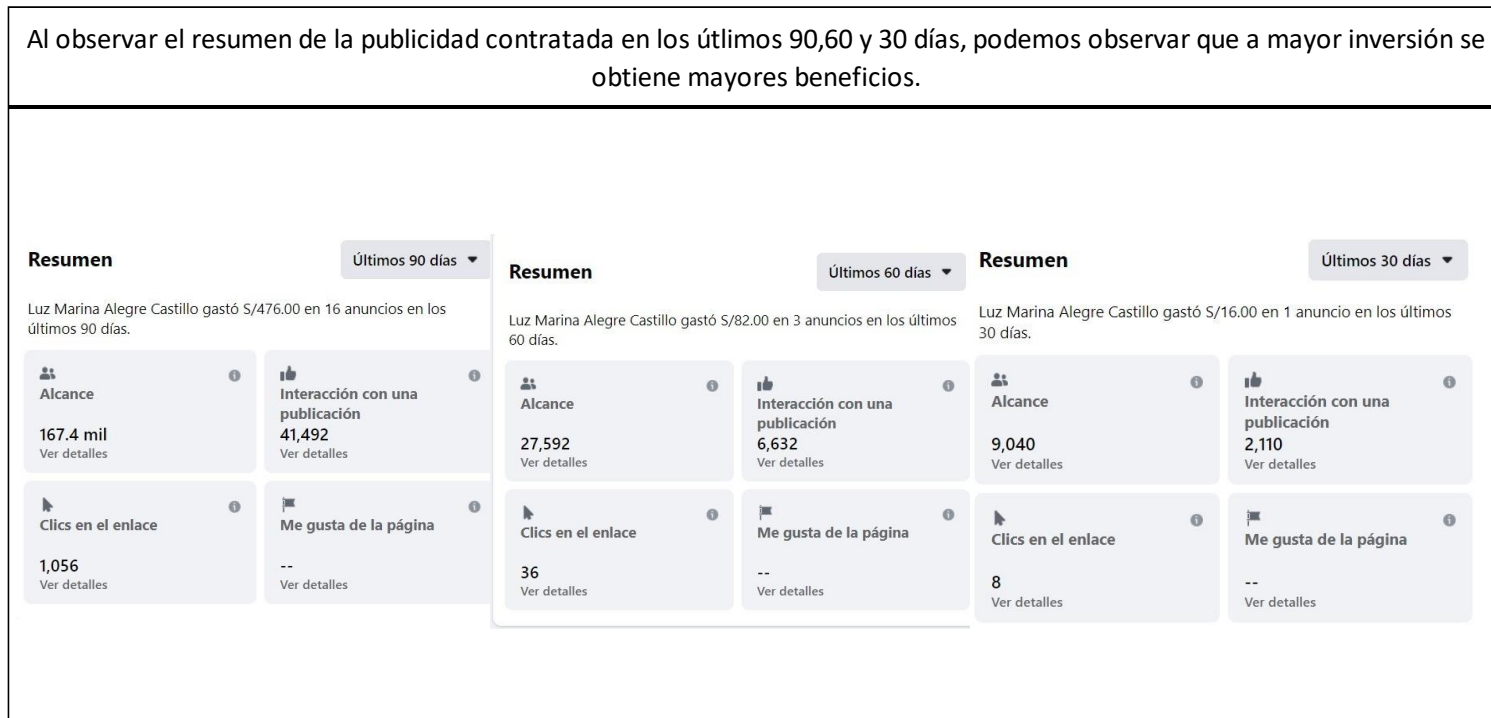 Al observar el resumen de la publicidad contratada en los útlimos 90,60 y 30 días, podemos observar que a mayor inversión se
obtiene mayores beneficios.
Resumen
Últimos 90 días
Luz Marina Alegre Castillo gastó S/476.00 en 16 anuncios en los
últimos 90 días.
Alcance
167.4 mil
Ver detalles
Interacción con una
publicación
41,492
Ver detalles
Clics en el enlace
1,056
Ver detalles
Me gusta de la página
--
Ver detalles
Resumen
Últimos 60 días
Luz Marina Alegre Castillo gastó S/82.00 en 3 anuncios en los últimos
60 días.
Alcance
27,592
Ver detalles
Interacción con una
publicación
6,632
Ver detalles
Clics en el enlace
36
Ver detalles
Me gusta de la página
--
Ver detalles
Resumen
Últimos 30 días
Luz Marina Alegre Castillo gastó S/16.00 en 1 anuncio en los últimos
30 días.
Alcance
9,040
Ver detalles
Interacción con una
publicación
2,110
Ver detalles
Clics en el enlace
8
Ver detalles
Me gusta de la página
--
Ver detalles